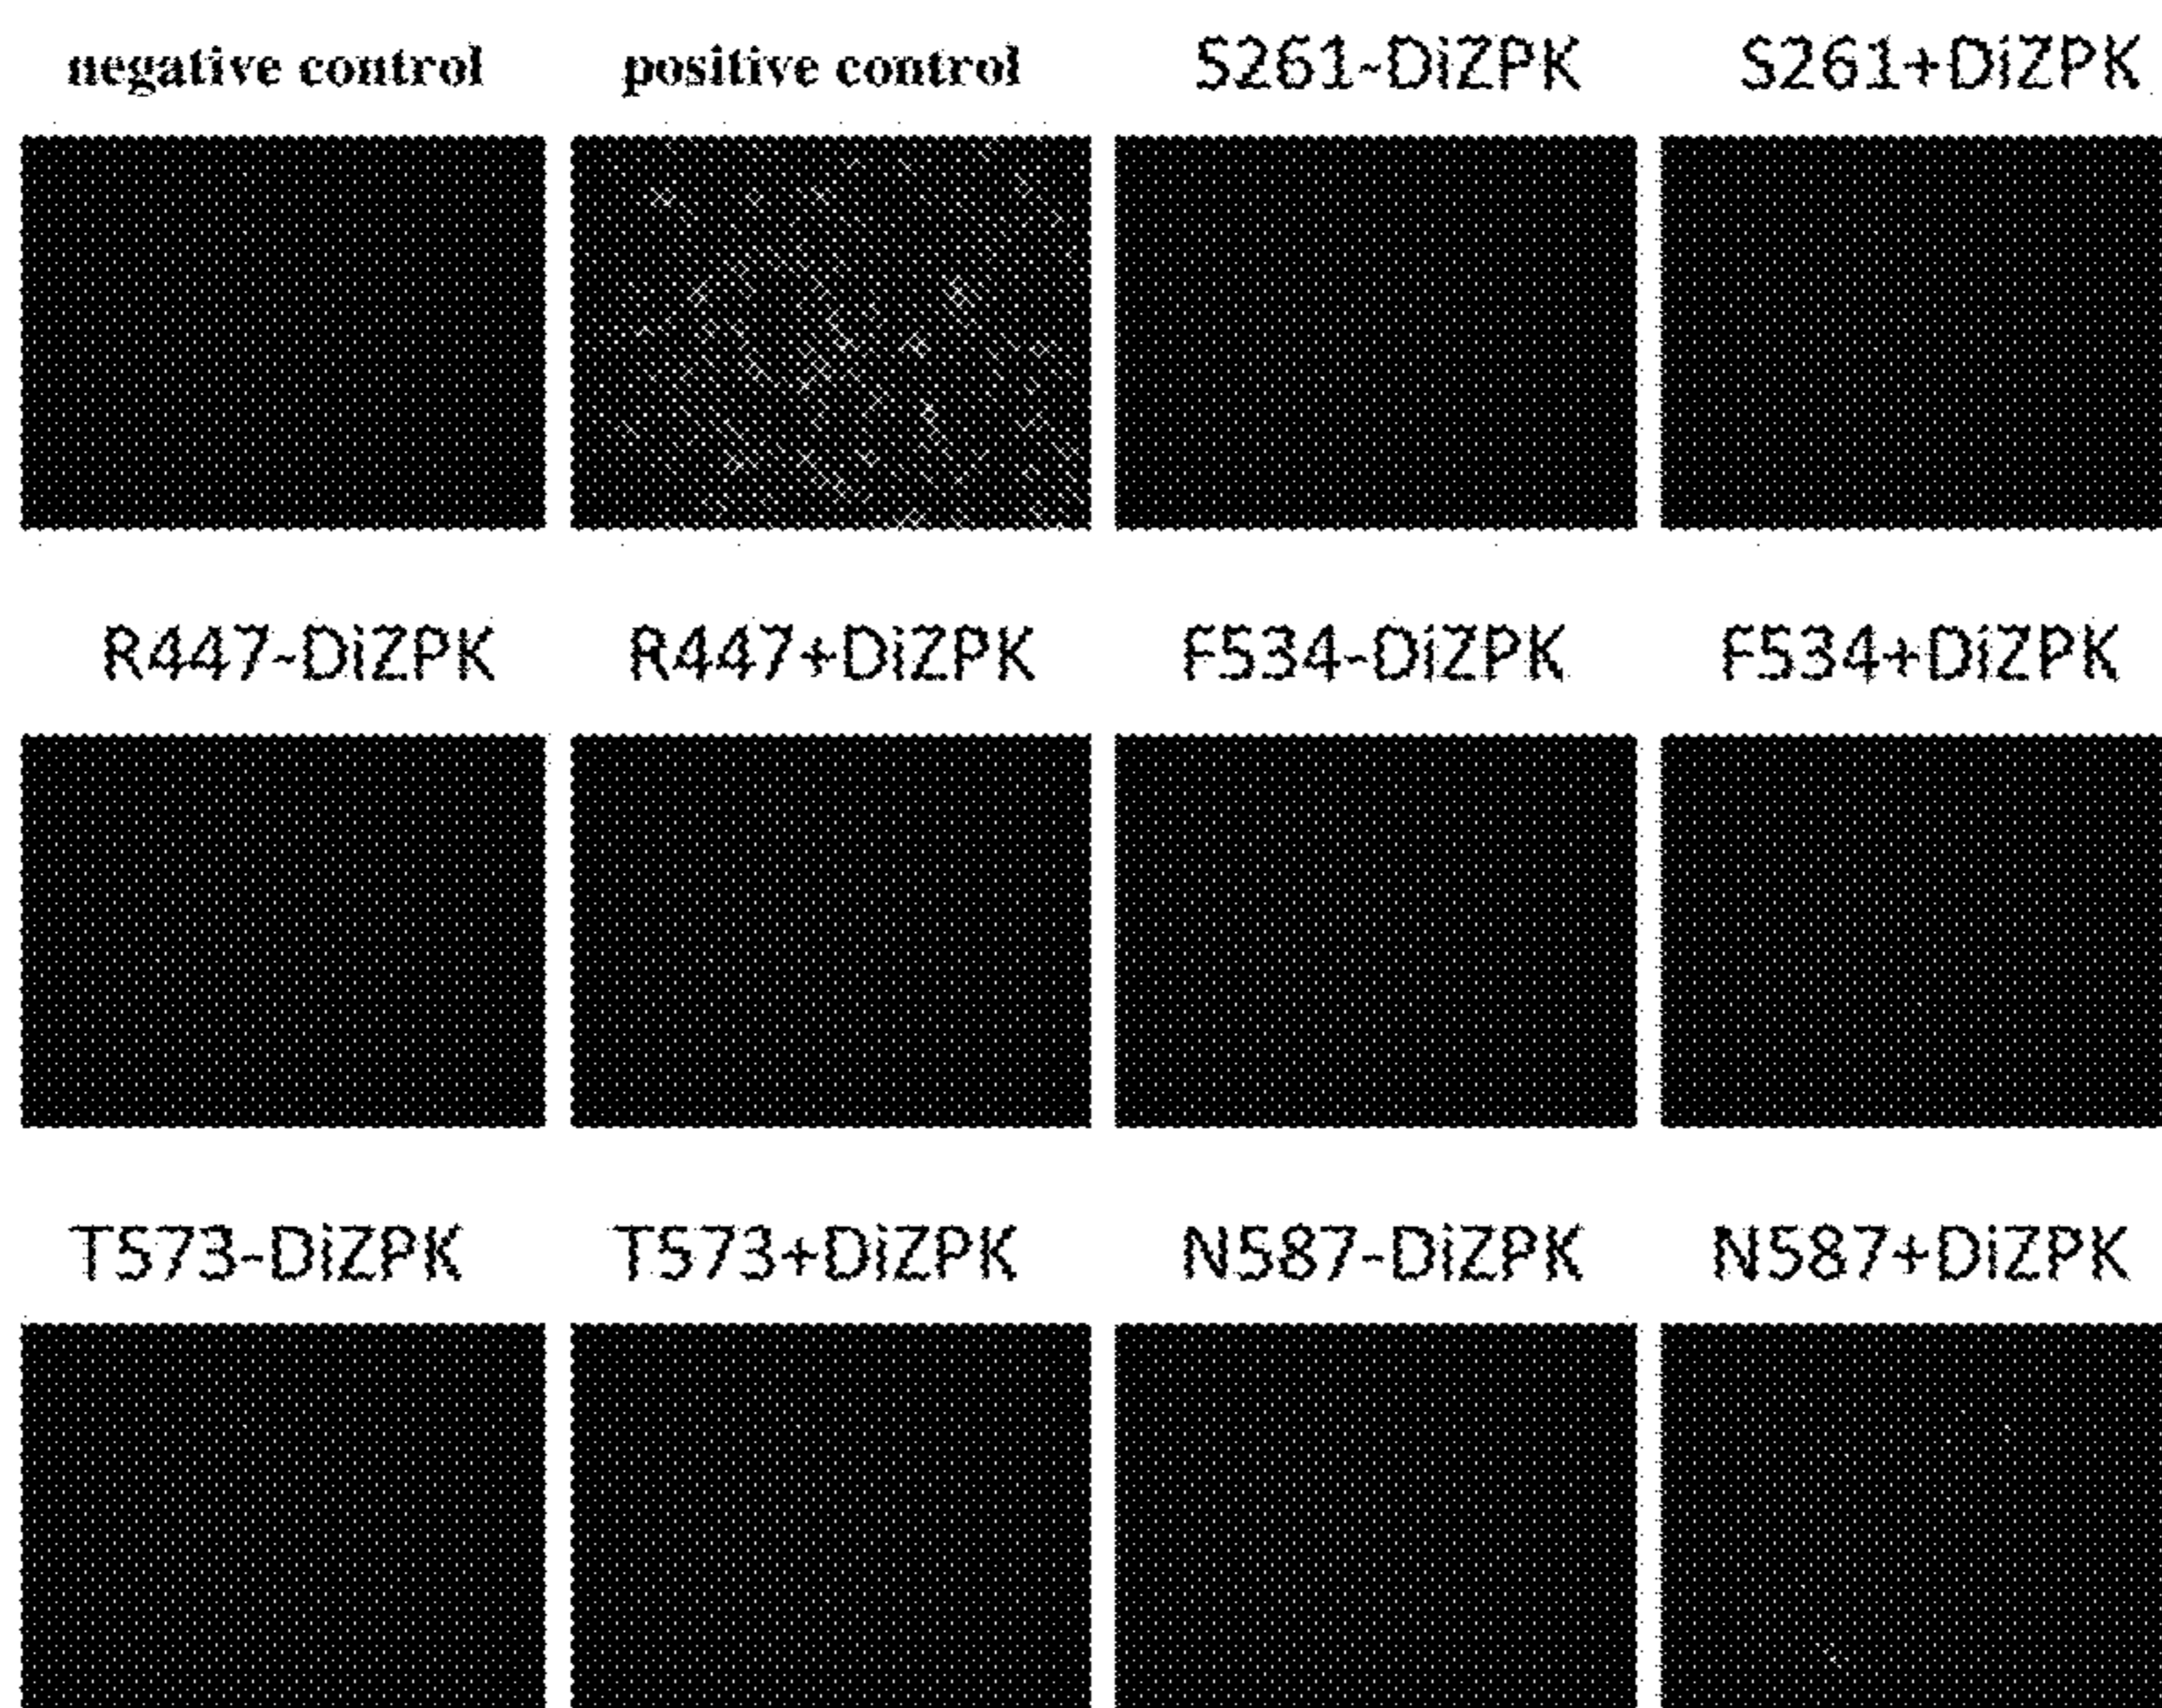 negative control positive control S261-DiZPK S261+DiZPK
R447-DiZPK R447+DiZPK F534-DiZPK F534+DiZPK
T573-DiZPK T573+DiZPK N587-DiZPK N587+DiZPK